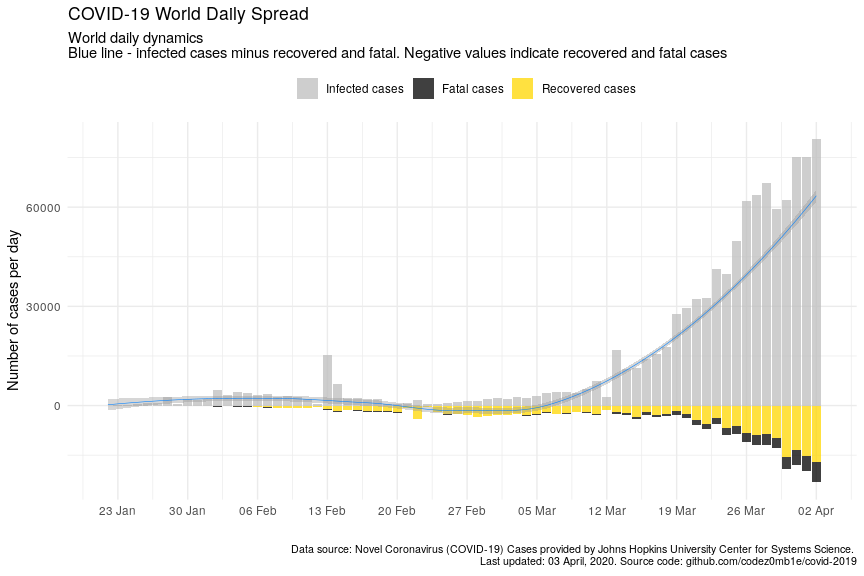 COVID-19 World Daily Spread
World daily dynamics
Blue line - infected cases minus recovered and fatal. Negative values indicate recovered and fatal cases
Infected cases
Fatal cases
Recovered cases
Number of cases per day
60000
30000
0
23 Jan
30 Jan
06 Feb
13 Feb
20 Feb
27 Feb
05 Mar
12 Mar
19 Mar
26 Mar
02 Apr
Data source: Novel Coronavirus (COVID-19) Cases provided by Johns Hopkins University Center for Systems Science.
Last updated: 03 April, 2020. Source code: github.com/codez0mb1e/covid-2019